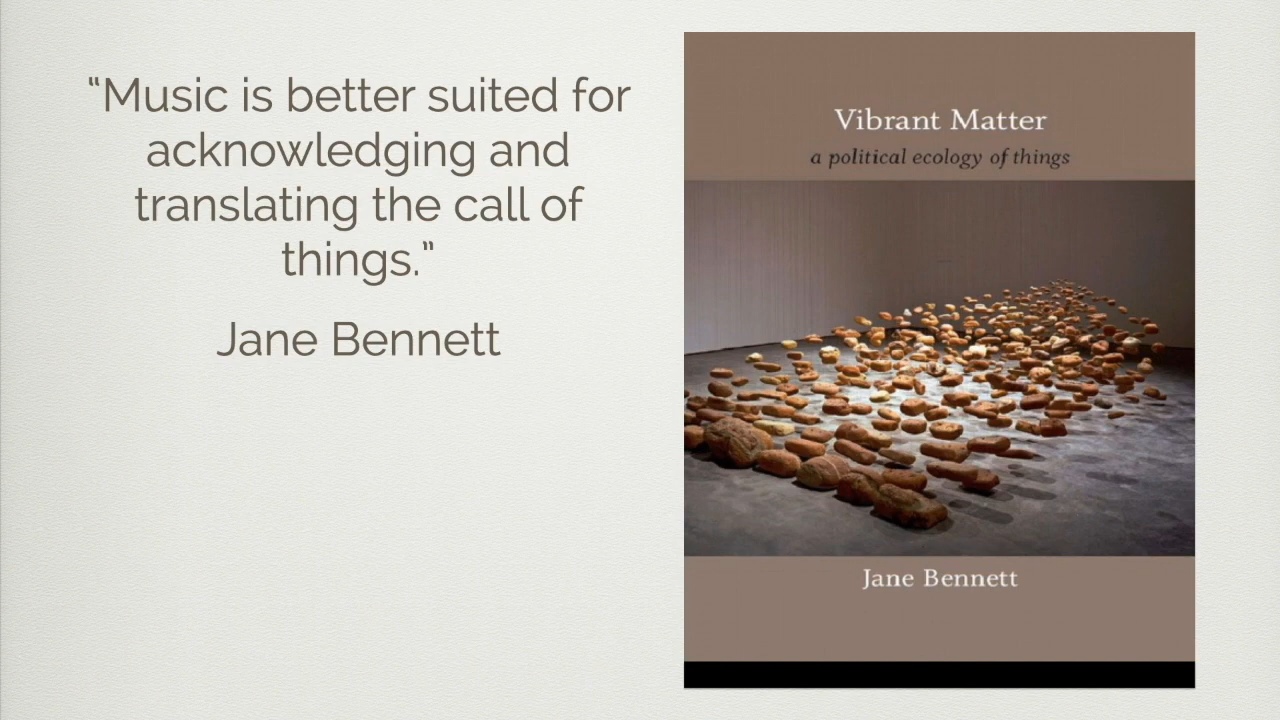 “Music is better suited for
acknowledging and
translating the call of
things.”
Jane Bennett
Vibrant Matter
a political ecology of things
Jane Bennett